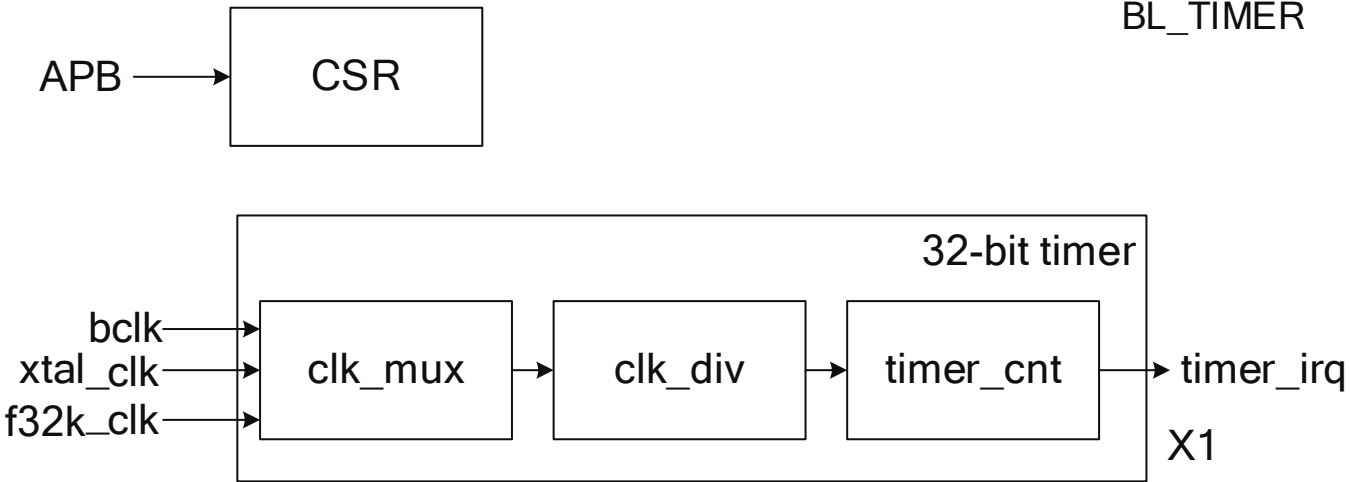 BL_TIMER
APB
CSR
32-bit timer
bclk
xtal_clk
f32k_clk
clk_mux
clk_div
timer_cnt
timer_irq
X1